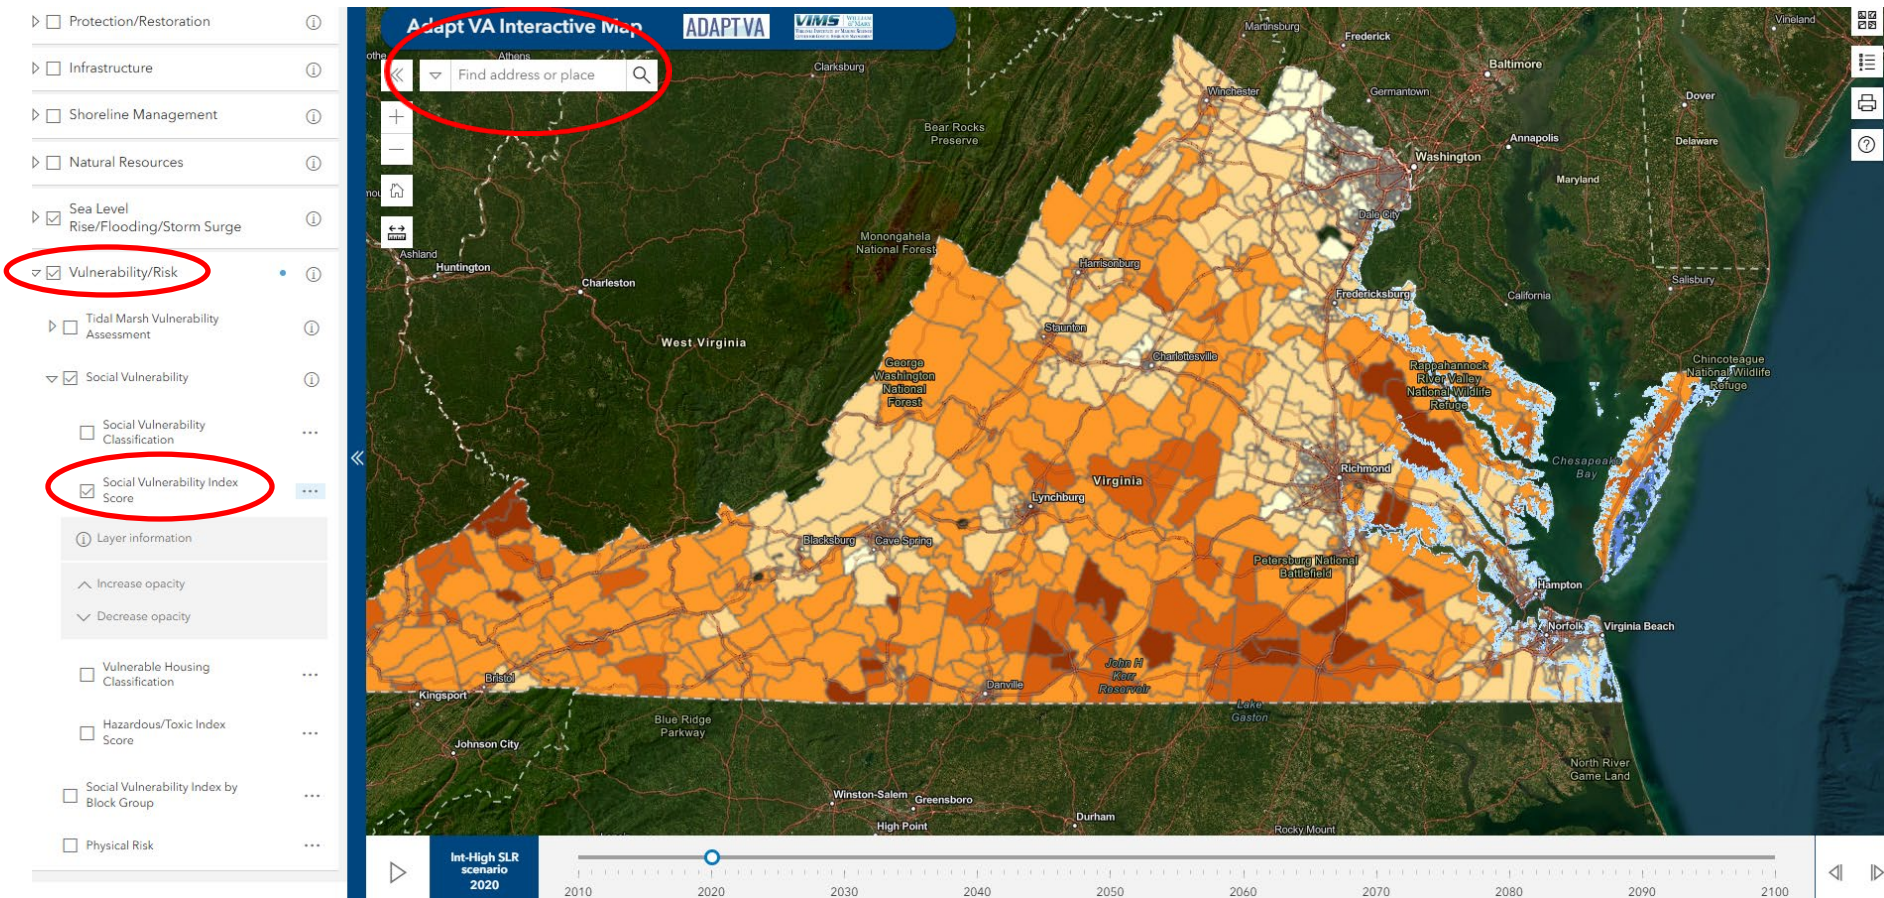 Protection/Restoration
Infrastructure
Shoreline Management
Natural Resources
Sea Level
Rise/Flooding/Storm Surge
Vulnerability/Risk
Tidal Marsh Vulnerability
Assessment
Social Vulnerability
Social Vulnerability
Classification
Social Vulnerability Index
Score
Layer information
Increase opacity
Decrease opacity
Vulnerable Housing
Classification
Hazardous/Toxic Index
Score
Social Vulnerability Index by
Block Group
Physical Risk
Adapt VA Interactive Map
ADAPTVA
VIMS
WILLIAM
& MARY
Find address or place
Athens
Clarksburg
Martinsburg
Frederick
Vineland
Baltimore
Winchester
Germantown
Dover
Bear Rocks
Preserve
Annapolis
Delaware
Washington
Maryland
Dale City
Monongahela
National Forest
Ashland
Huntington
Harrisonburg
Charleston
Fredericksburg
California
Salisbury
Staunton
West Virginia
Charlottesville
George
Washington
National
Forest
Rappahannock
River Valley
National Wildlife
Refuge
Chincoteague
National Wildlife
Refuge
Chesapeake
Bay
Richmond
Virginia
Lynchburg
Blacksburg
Cave Spring
Petersburg National
Battlefield
Hampton
Norfolk
Virginia Beach
John H
Kerr
Reservoir
Bristol
Danville
Kingsport
Lake
Gaston
Blue Ridge
Parkway
Johnson City
North River
Game Land
Winston-Salem
Greensboro
High Point
Durham
Rocky Mount
Int-High SLR
scenario
2020
2010
2020
2030
2040
2050
2060
2070
2080
2090
2100